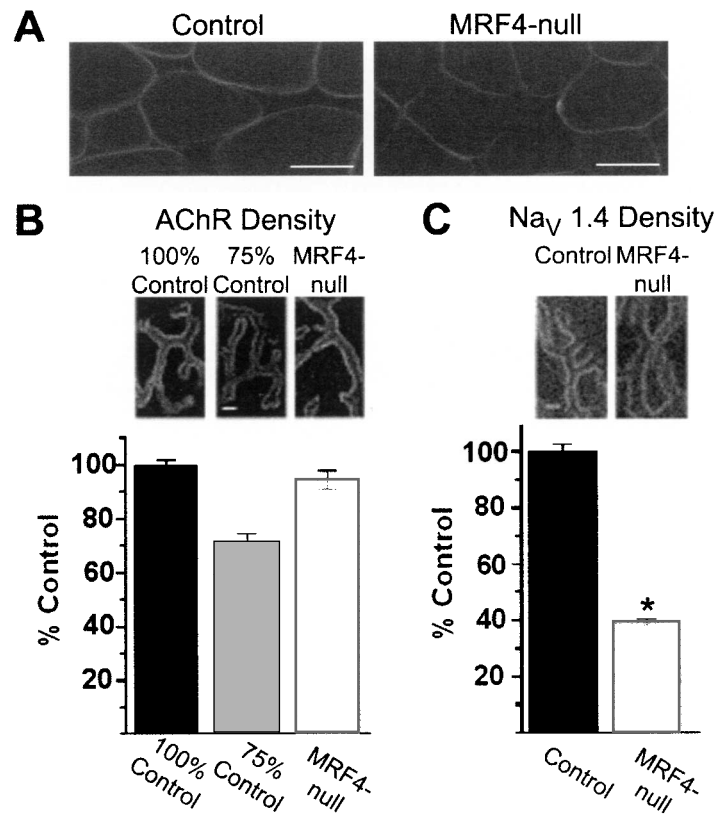 A
Control
MRF4-null
B
AChR Density
100% Control
75% Control
MRF4-null
% Control
100
80
60
40
20
100% Control
75% Control
MRF4-null
C
Na_V 1.4 Density
Control
MRF4-null
% Control
100
80
60
40
20
*
Control
MRF4-null